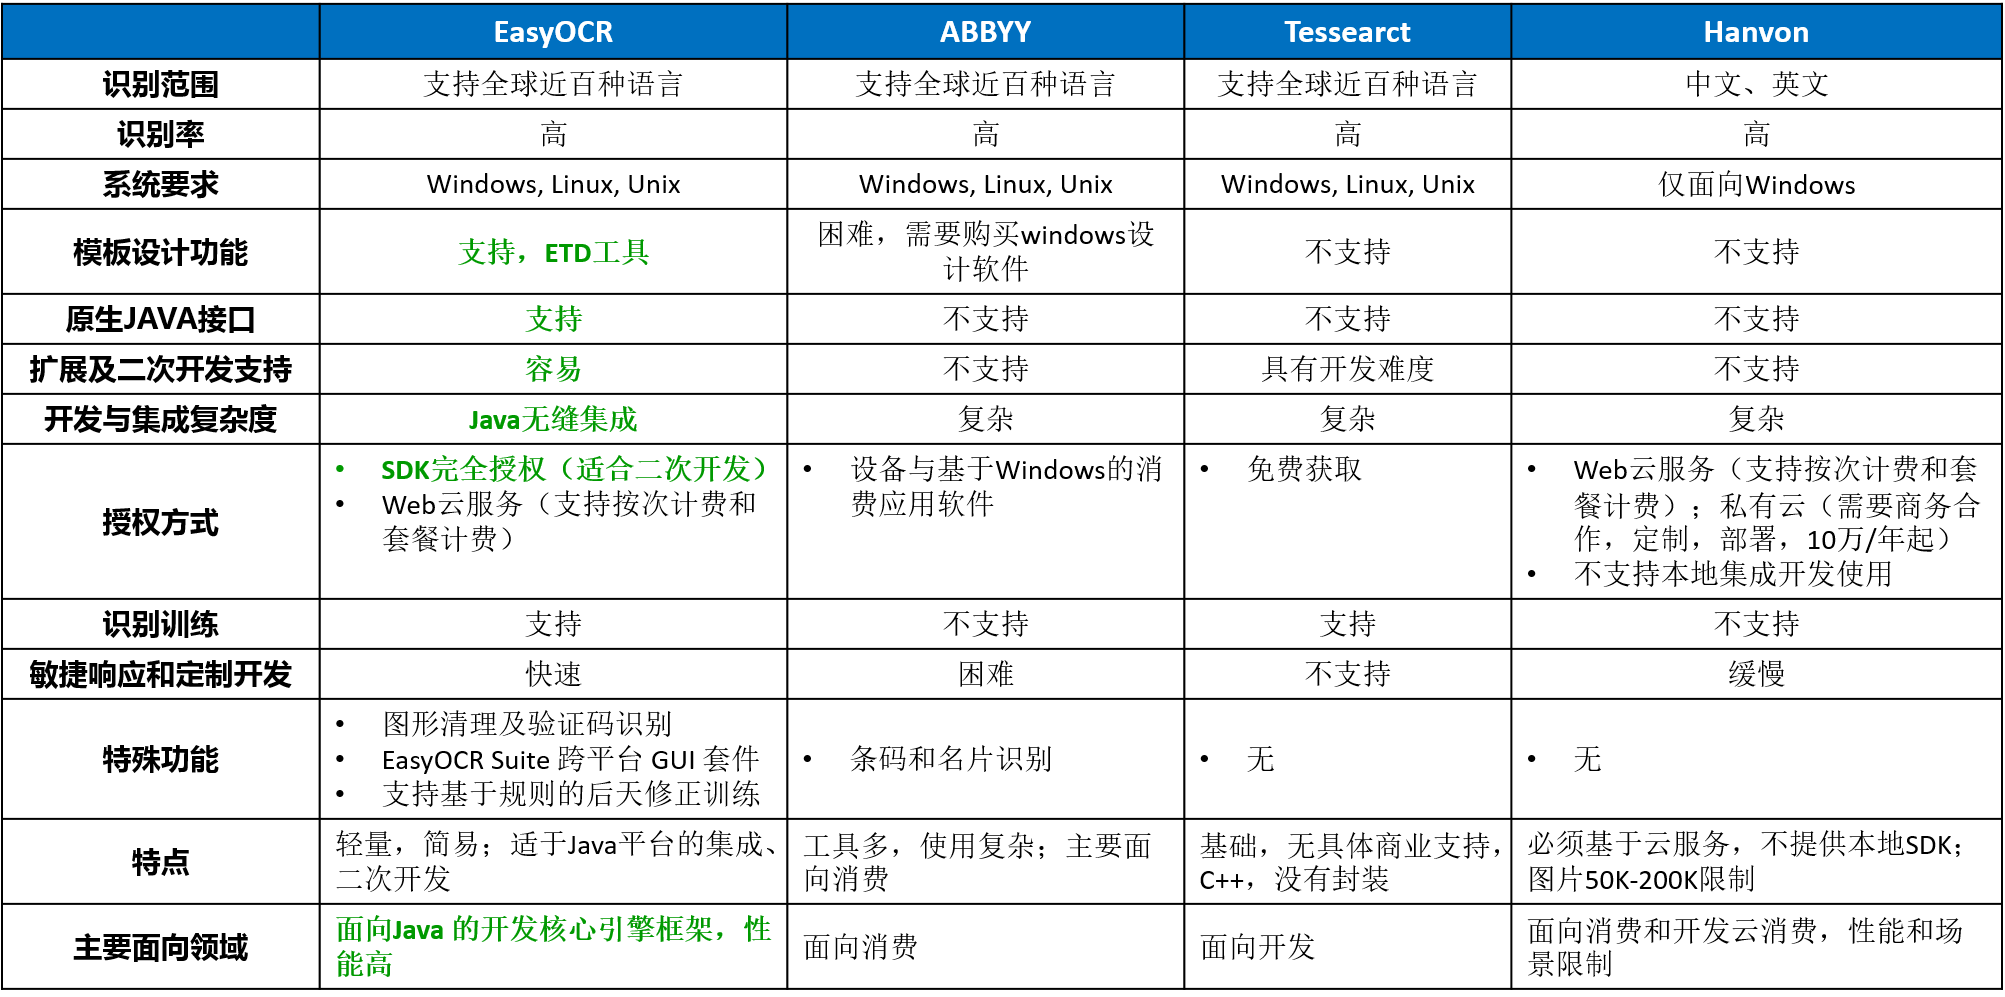 EasyOCR ABBYY Tessearct Hanvon
识别范围 支持全球近百种语言 支持全球近百种语言 支持全球近百种语言 中文、英文
识别率 高 高 高 高
系统要求 Windows, Linux, Unix Windows, Linux, Unix Windows, Linux, Unix 仅面向Windows
模板设计功能 支持，ETD工具
困难，需要购买windows设
计软件
不支持 不支持
原生JAVA接口 支持 不支持 不支持 不支持
扩展及二次开发支持 容易 不支持 具有开发难度 不支持
开发与集成复杂度 Java无缝集成 复杂 复杂 复杂
授权方式
• SDK完全授权（适合二次开发）
• Web云服务（支持按次计费和
套餐计费）
• 设备与基于Windows的消
费应用软件
• 免费获取
• Web云服务（支持按次计费和套
餐计费）；私有云（需要商务合
作，定制，部署，10万/年起）
• 不支持本地集成开发使用
识别训练 支持 不支持 支持 不支持
敏捷响应和定制开发 快速 困难 不支持 缓慢
特殊功能
• 图形清理及验证码识别
• EasyOCR Suite 跨平台 GUI 套件
• 支持基于规则的后天修正训练
• 条码和名片识别
• 无
• 无
特点
轻量，简易；适于Java平台的集成、
二次开发
工具多，使用复杂；主要面
向消费
基础，无具体商业支持，
C++，没有封装
必须基于云服务，不提供本地SDK；
图片50K-200K限制
主要面向领域
面向Java 的开发核心引擎框架，性
能高
面向消费
面向开发
面向消费和开发云消费，性能和场
景限制